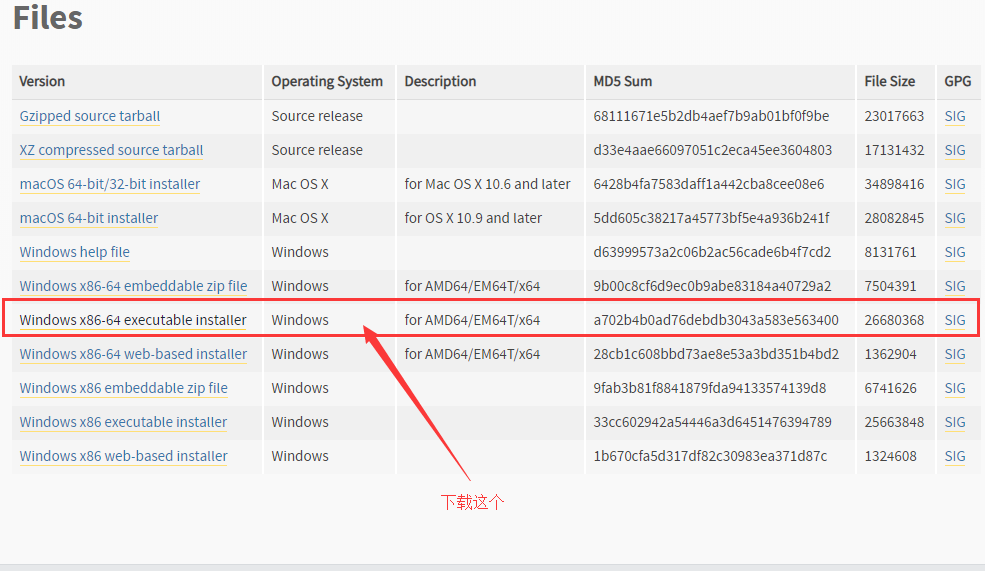 Files
Version Operating System Description MD5 Sum File Size GPG
Gzipped source tarball Source release 68111671e5b2db4aef7b9ab01bf0f9be 23017663 SIG
XZ compressed source tarball Source release d33e4aae66097051c2eca45ee3604803 17131432 SIG
macOS 64-bit/32-bit installer Mac OS X for Mac OS X 10.6 and later 6428b4fa7583daff1a442cba8cee08e6 34898416 SIG
macOS 64-bit installer Mac OS X for OS X 10.9 and later 5dd605c38217a45773bf5e4a936b241f 28082845 SIG
Windows help file Windows d63999573a2c06b2ac56cade6b4f7cd2 8131761 SIG
Windows x86-64 embeddable zip file Windows for AMD64/EM64T/x64 9b00c8cf6d9ec0b9abe83184a40729a2 7504391 SIG
Windows x86-64 executable installer Windows for AMD64/EM64T/x64 a702b4b0ad76debdb3043a583e563400 26680368 SIG
Windows x86-64 web-based installer Windows for AMD64/EM64T/x64 28cb1c608bbd73ae8e53a3bd351b4bd2 1362904 SIG
Windows x86 embeddable zip file Windows 9fab3b81f8841879fda94133574139d8 6741626 SIG
Windows x86 executable installer Windows 33cc602942a54446a3d6451476394789 25663848 SIG
Windows x86 web-based installer Windows 1b670cfa5d317df82c30983ea371d87c 1324608 SIG
下载这个